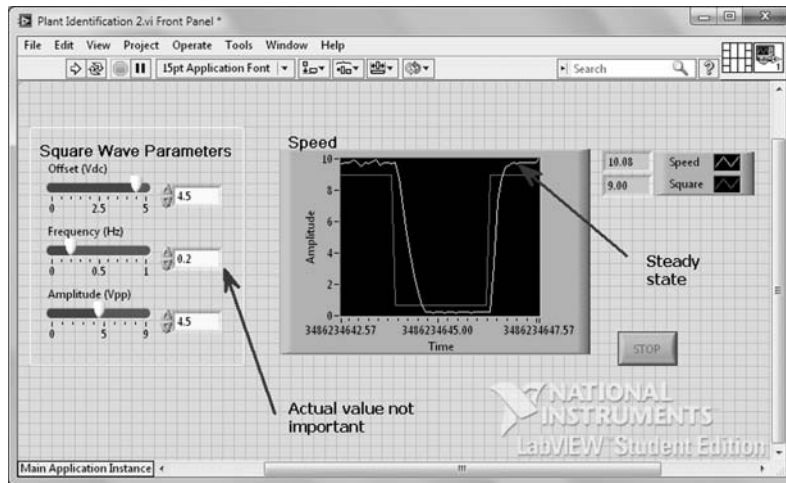 Plant Identification 2.vi Front Panel *
File Edit View Project Operate Tools Window Help
15pt Application Font
Search
1
Square Wave Parameters
Offset (Vdc)
0 2.5 5
4.5
Frequency (Hz)
0 0.5 1
0.2
Amplitude (Vpp)
0 5 9
4.5
Speed
10
8
6
4
2
0
Amplitude
3486234642.57 3486234645.00 3486234647.57
Time
10.08 Speed
9.00 Square
Steady
state
STOP
Actual value not
important
NATIONAL
INSTRUMENTS
LabVIEW Student Edition
Main Application Instance